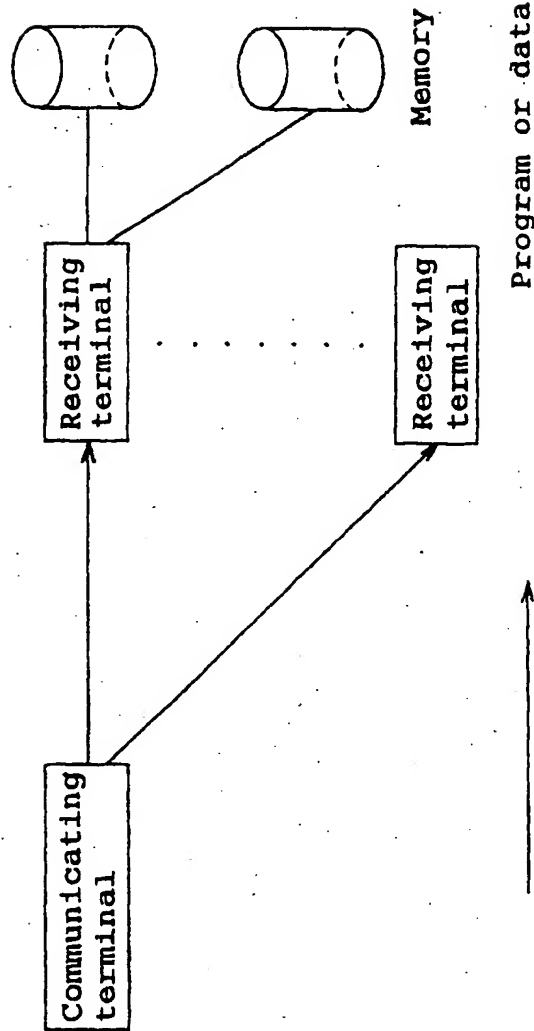 Communicating
terminal
Receiving
terminal
Receiving
terminal
Memory
Program or data